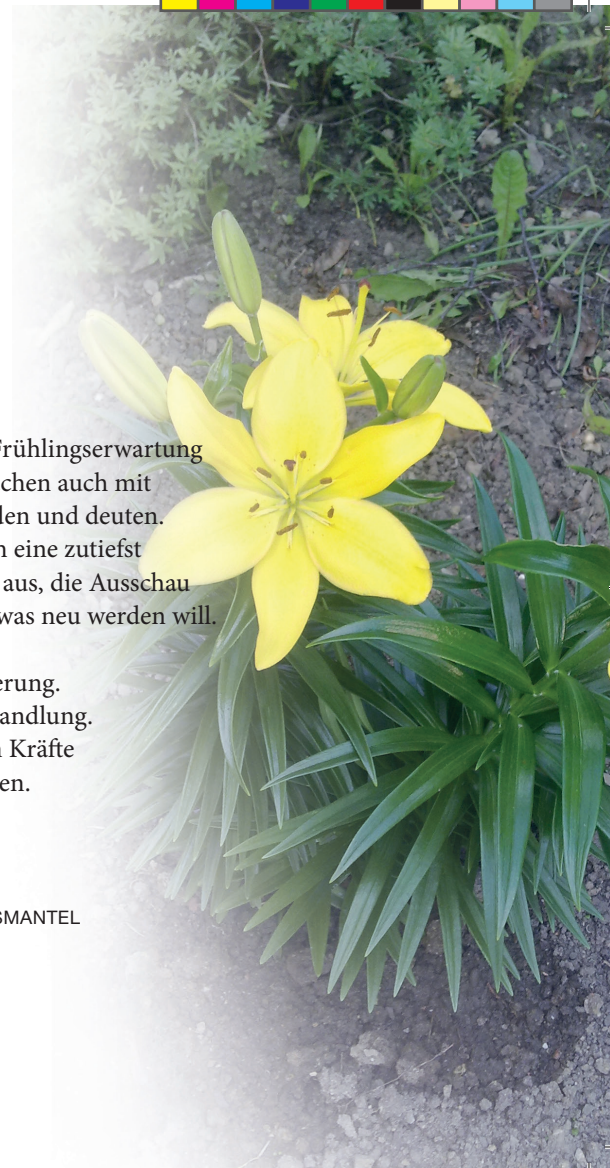 Frühlingserwartung
chen auch mit
den und deuten.
n eine zutiefst
aus, die Ausschau
was neu werden will.
erung.
andlung.
n Kräfte
en.
SMANTEL